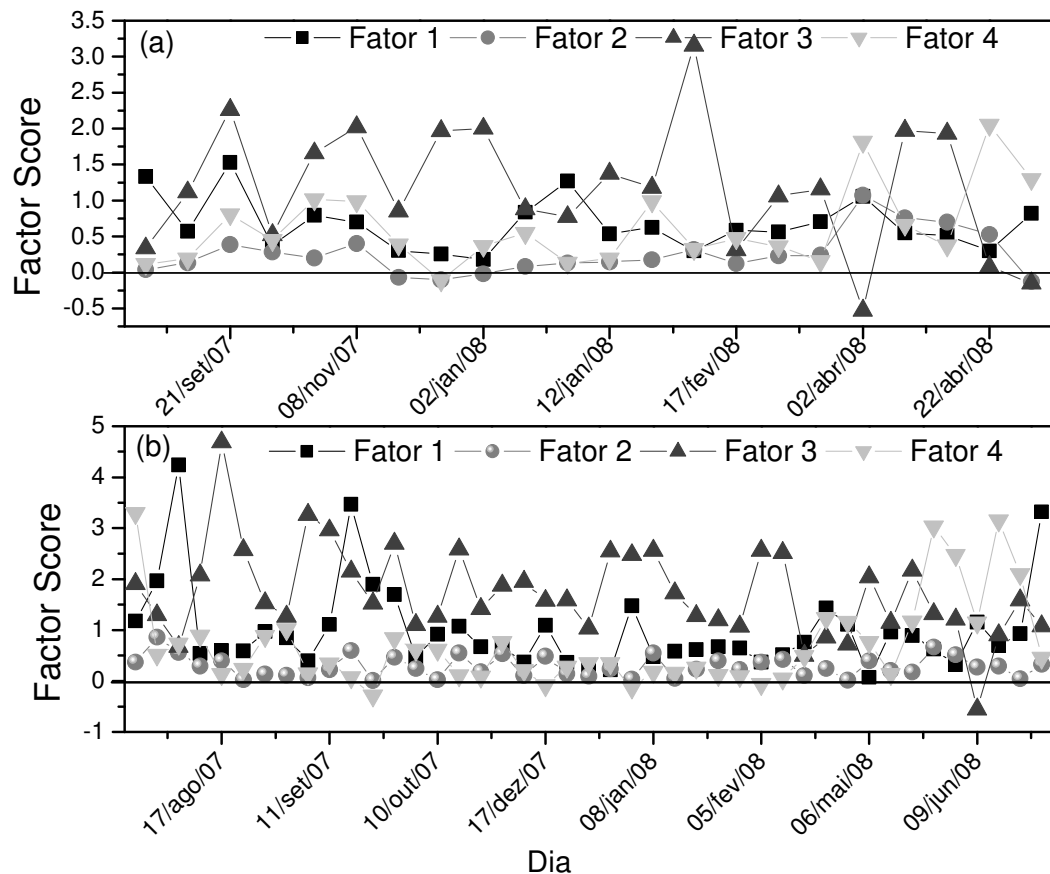 (a) Fator 1 Fator 2 Fator 3 Fator 4
Factor Score
3.5
3.0
2.5
2.0
1.5
1.0
0.5
0.0
-0.5
21/set/07 08/nov/07 02/jan/08 12/jan/08 17/fev/08 02/abr/08 22/abr/08
(b) Fator 1 Fator 2 Fator 3 Fator 4
Factor Score
5
4
3
2
1
0
-1
17/ago/07 11/set/07 10/out/07 17/dez/07 08/jan/08 05/fev/08 06/mai/08 09/jun/08
Dia